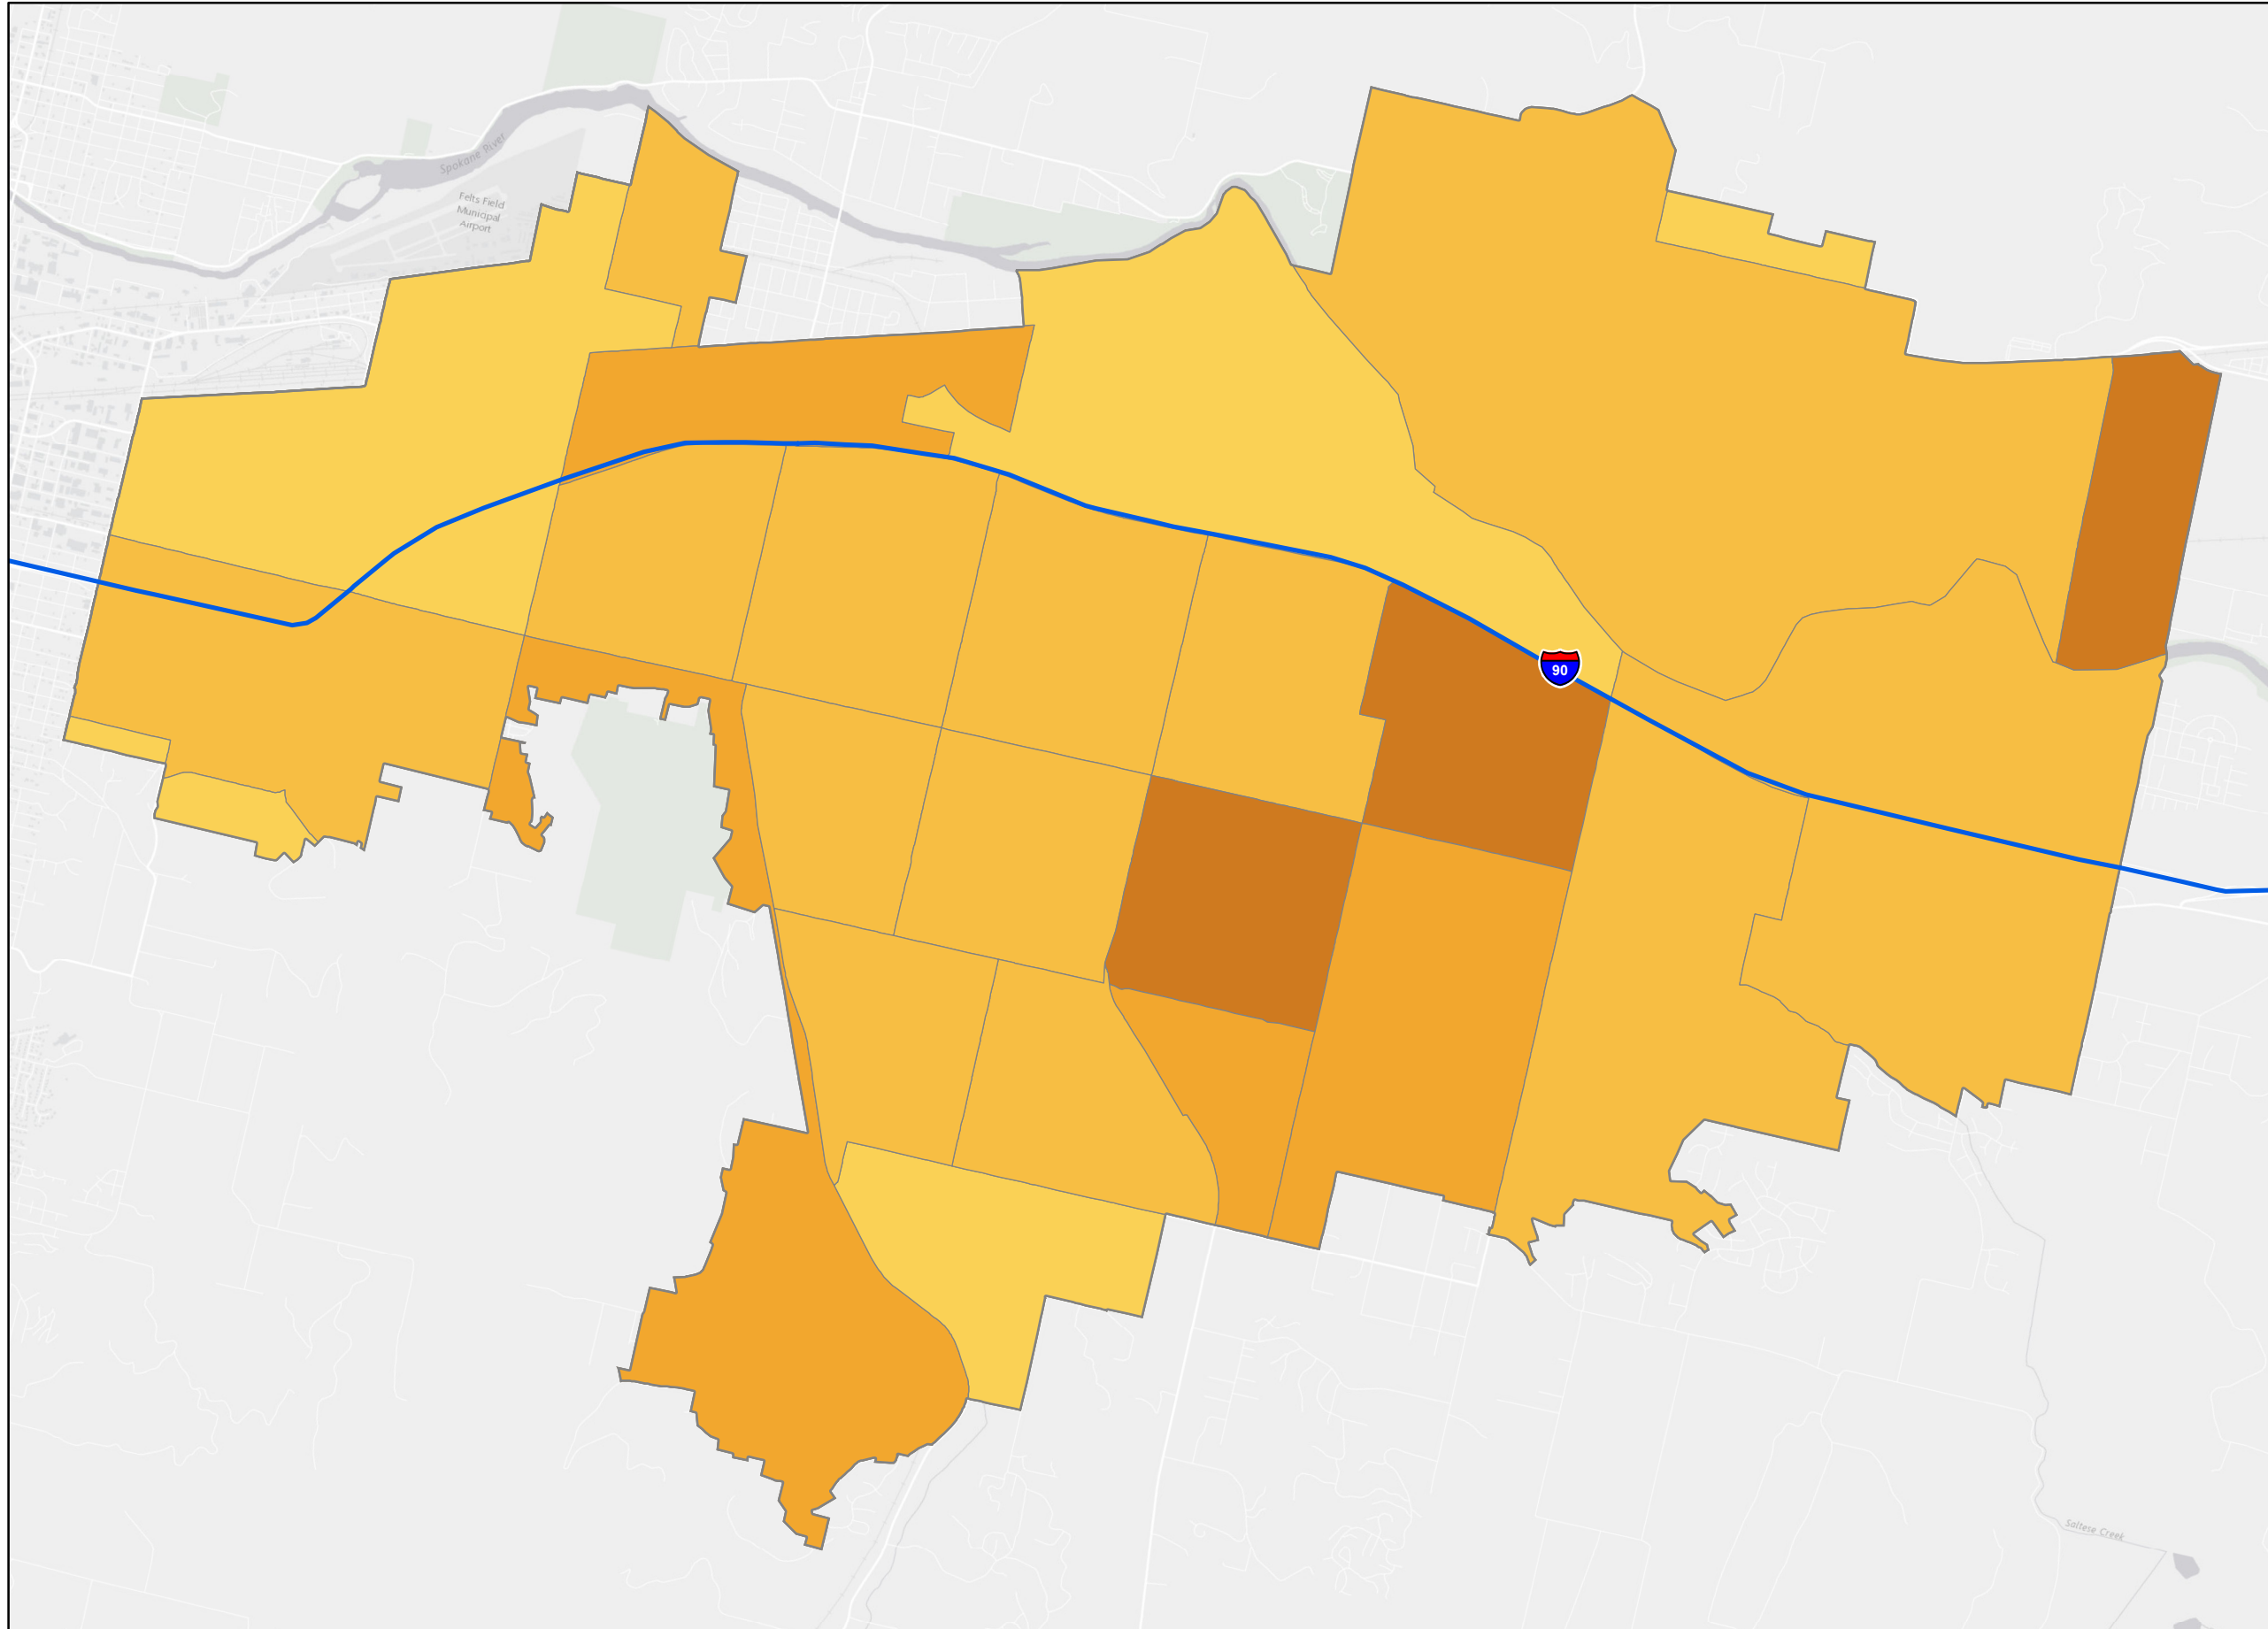 Spokane River
Felts Field
Municipal
Airport
90
Saltese Creek